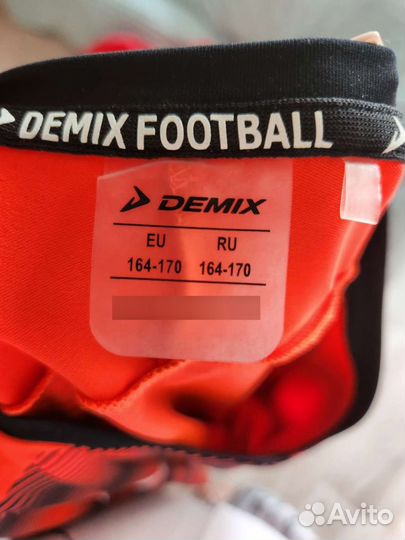 DEMIX FOOTBALL
DEMIX
EU RU
164-170 164-170
Avito